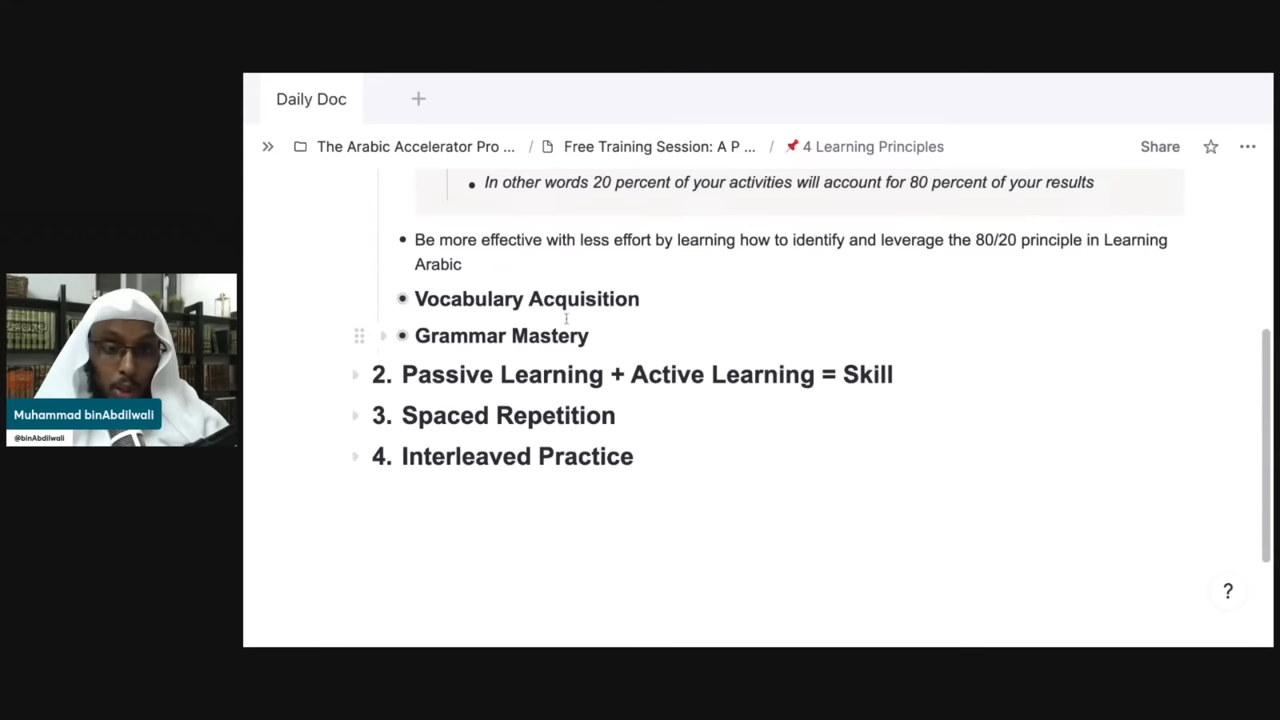 Daily Doc
The Arabic Accelerator Pro ... / Free Training Session: A P ... / 4 Learning Principles
Share
In other words 20 percent of your activities will account for 80 percent of your results
Be more effective with less effort by learning how to identify and leverage the 80/20 principle in Learning
Arabic
Vocabulary Acquisition
Grammar Mastery
2. Passive Learning + Active Learning = Skill
3. Spaced Repetition
4. Interleaved Practice
?
Muhammad binAbdilwali
@binAbdilwali